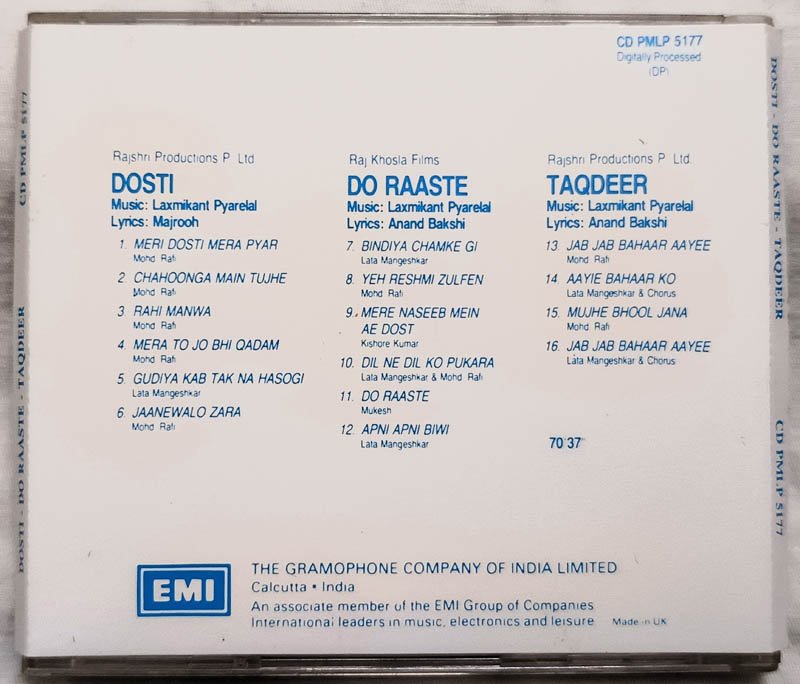 CD PMLP 5177
Digitally Processed
(DP)
Rajshri Productions P. Ltd
DOSTI
Music: Laxmikant Pyarelal
Lyrics: Majrooh
1. MERI DOSTI MERA PYAR
Mohd Rafi
2 CHAHOONGA MAIN TUJHE
Mohd Rafi
3 RAHI MANWA
Mohd Rafi
4. MERA TO JO BHI QADAM
Mohd Rafi
5. GUDIYA KAB TAK NA HASOGI
Lata Mangeshkar
6. JAANEWALO ZARA
Mohd Rafi
Raj Khosla Films
DO RAASTE
Music: Laxmikant Pyarelal
Lyrics: Anand Bakshi
7. BINDIYA CHAMKE GI
Lata Mangeshkar
8. YEH RESHMI ZULFEN
Mohd Rafi
9. MERE NASEEB MEIN
AE DOST
Kishore Kumar
10. DIL NE DIL KO PUKARA
Lata Mangeshkar & Mohd Rafi
11. DO RAASTE
Mukesh
12. APNI APNI BIWI
Lata Mangeshkar
Rajshri Productions P. Ltd.
TAQDEER
Music: Laxmikant Pyarelal
Lyrics: Anand Bakshi
13. JAB JAB BAHAAR AAYEE
Mohd Rafi
14. AAYIE BAHAAR KO
Lata Mangeshkar & Chorus
15. MUJHE BHOOL JANA
Mohd Rafi
16. JAB JAB BAHAAR AAYEE
Lata Mangeshkar & Chorus
70'37"
EMI
THE GRAMOPHONE COMPANY OF INDIA LIMITED
Calcutta • India
An associate member of the EMI Group of Companies
International leaders in music, electronics and leisure
Made in UK
DOSTI - DO RAASTE - TAQDEER CD PMLP 5177
DOSTI - DO RAASTE - TAQDEER CD PMLP 5177